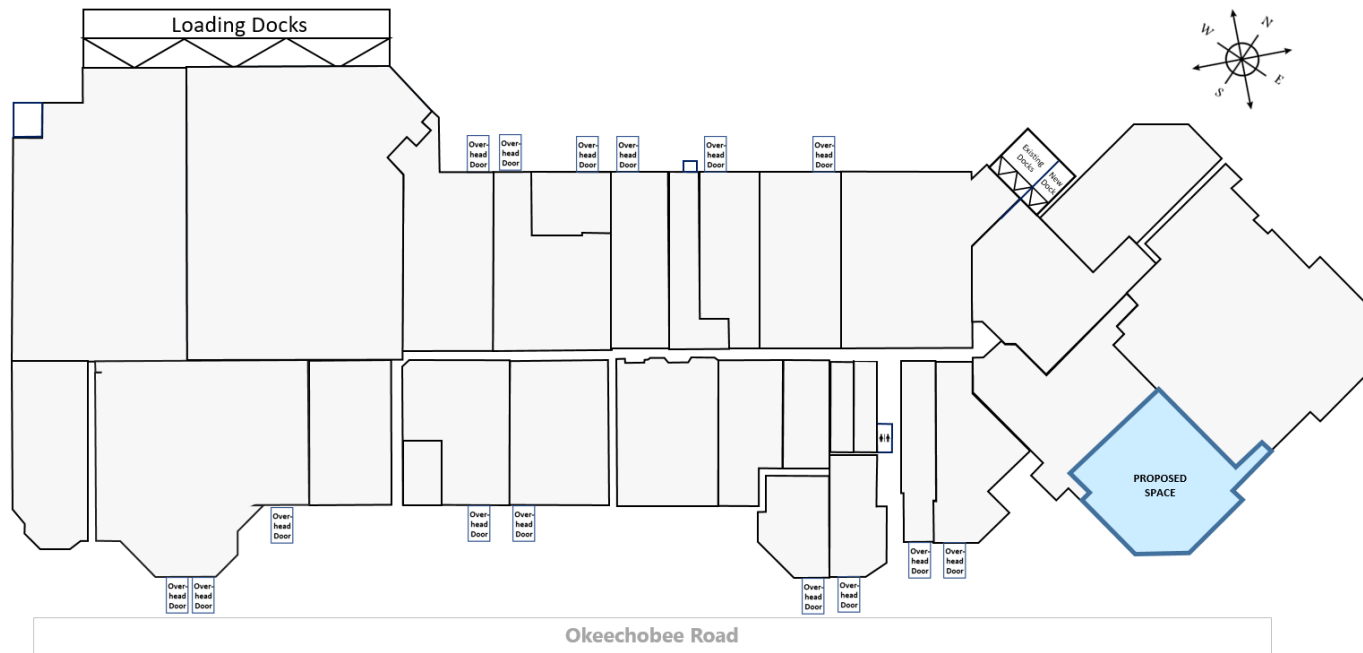 Loading Docks
N
W
E
S
Over-
head
Door
Over-
head
Door
Over-
head
Door
Over-
head
Door
Over-
head
Door
Over-
head
Door
Existing
Docks
New
Dock
PROPOSED
SPACE
Over-
head
Door
Over-
head
Door
Over-
head
Door
Over-
head
Door
Over-
head
Door
Over-
head
Door
Over-
head
Door
Over-
head
Door
Over-
head
Door
Okeechobee Road